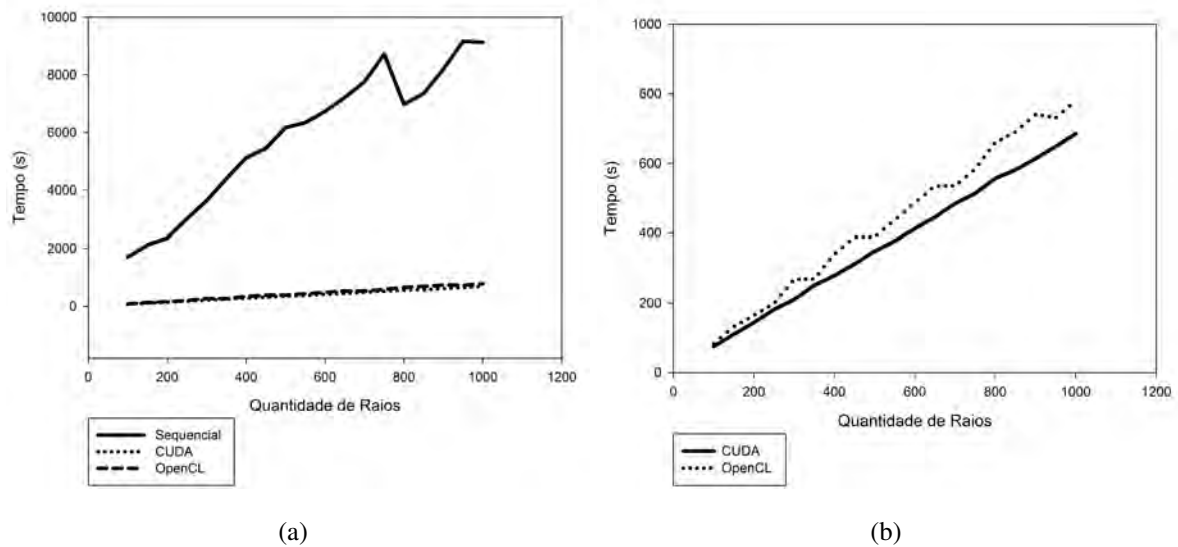 10000
8000
6000
4000
2000
0
Tempo (s)
0 200 400 600 800 1000 1200
Quantidade de Raios
Sequencial
CUDA
OpenCL
(a)
1000
800
600
400
200
0
Tempo (s)
0 200 400 600 800 1000 1200
Quantidade de Raios
CUDA
OpenCL
(b)